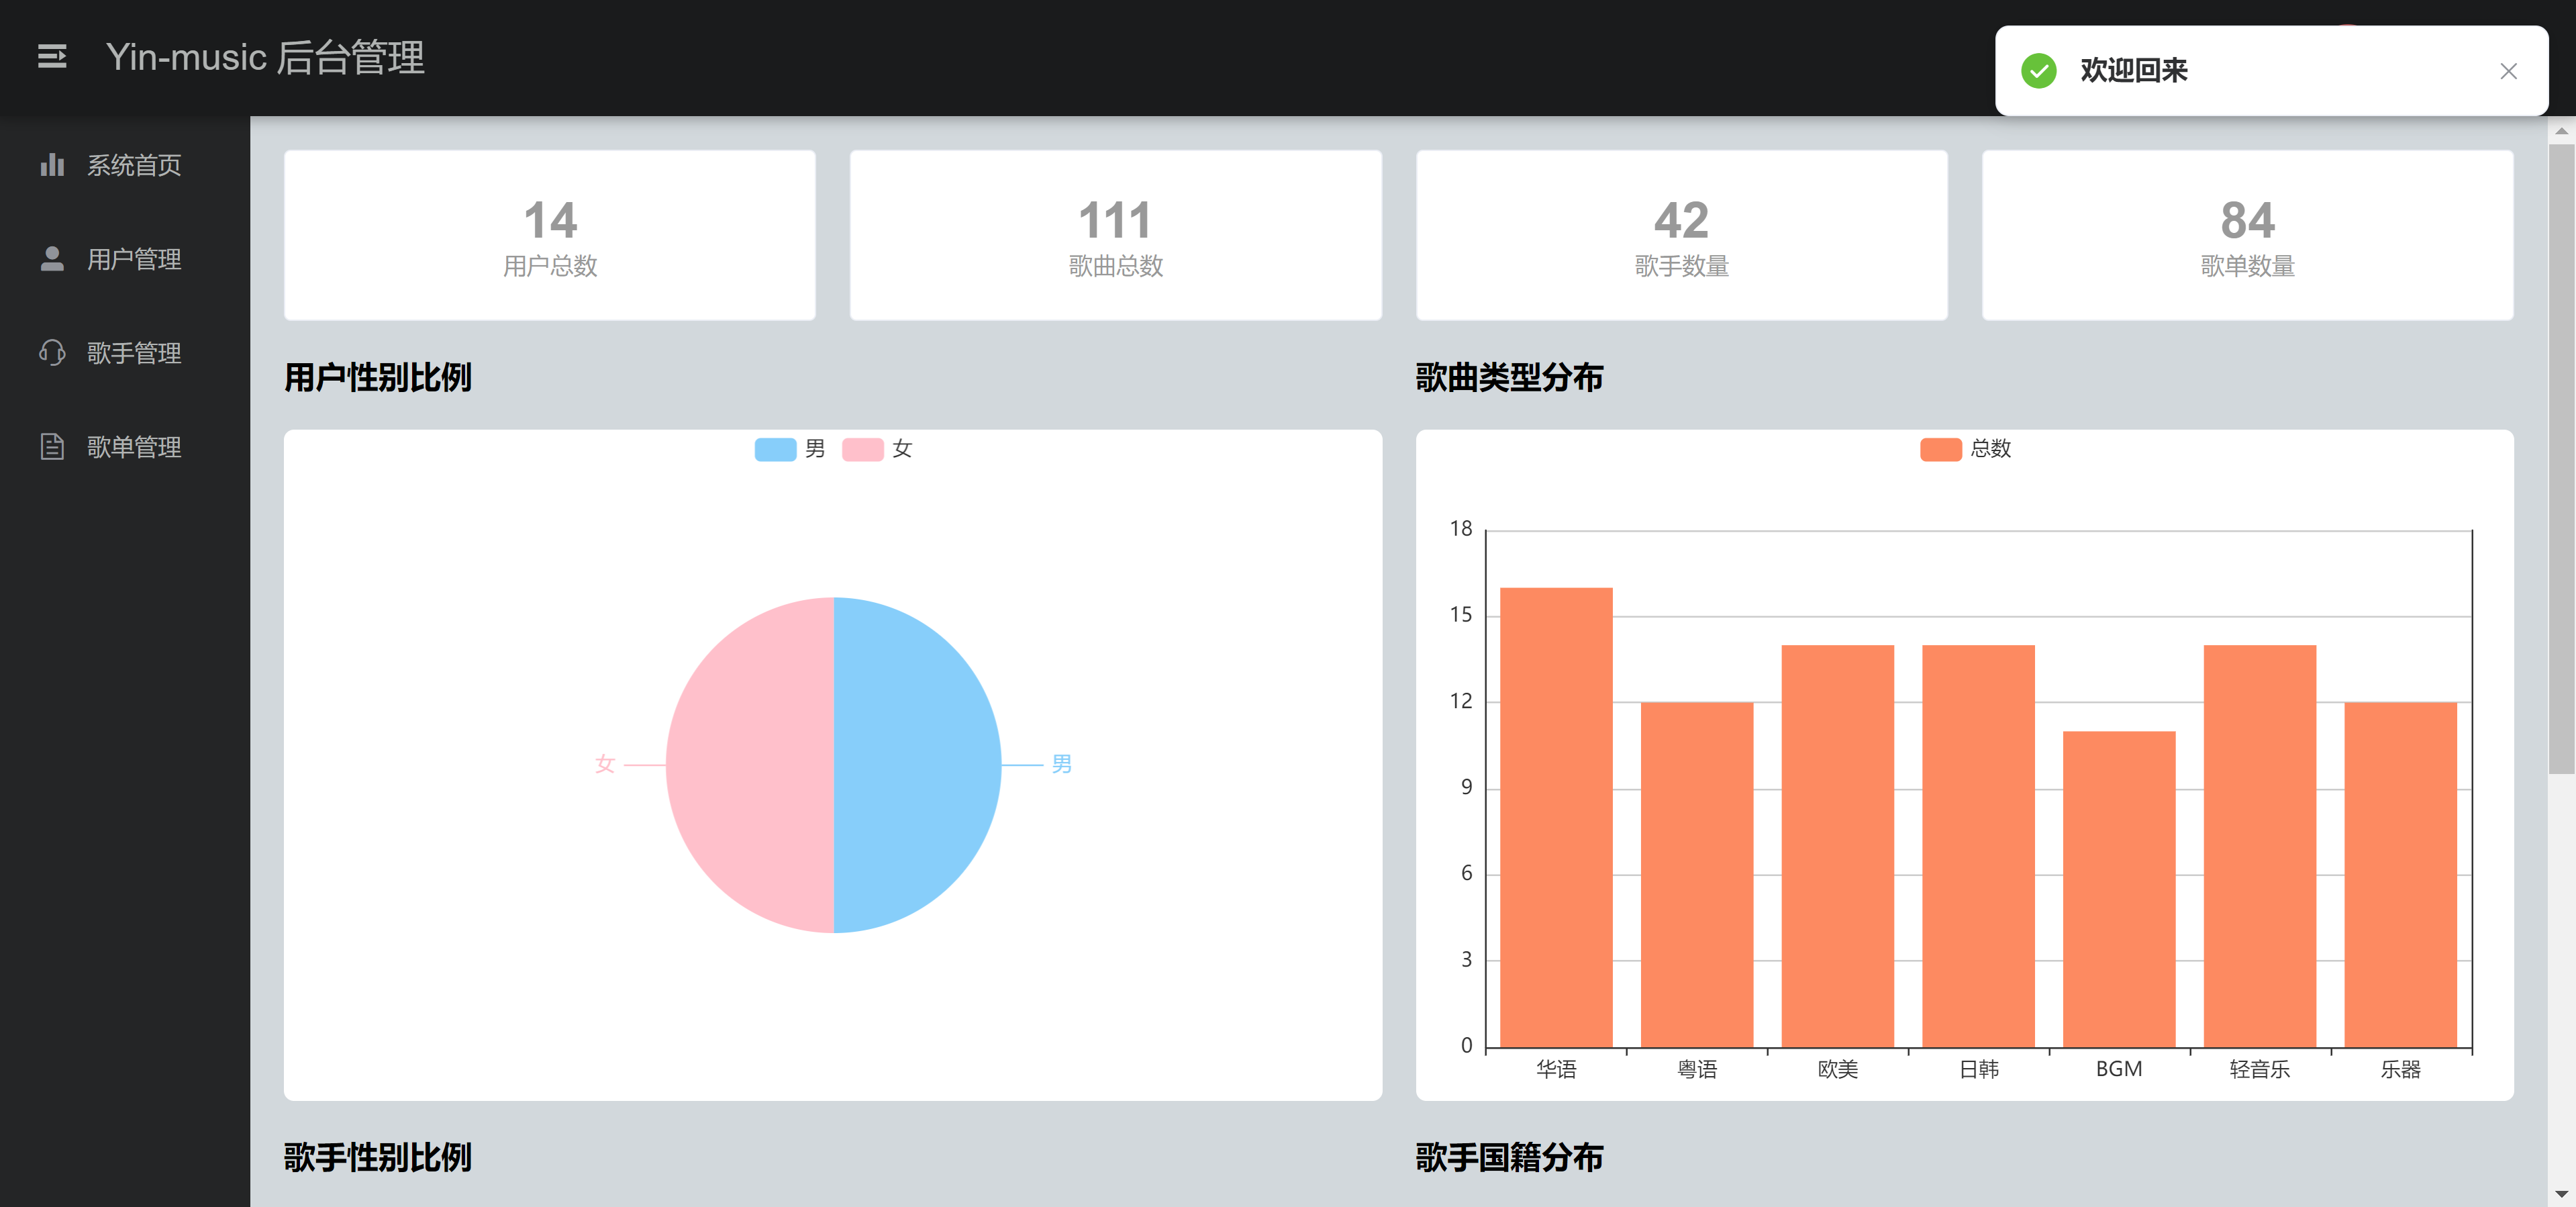 Yin-music 后台管理
欢迎回来
系统首页
用户管理
歌手管理
歌单管理
14
用户总数
111
歌曲总数
42
歌手数量
84
歌单数量
用户性别比例
男 女
女
男
歌曲类型分布
总数
18
15
12
9
6
3
0
华语 粤语 欧美 日韩 BGM 轻音乐 乐器
歌手性别比例
歌手国籍分布